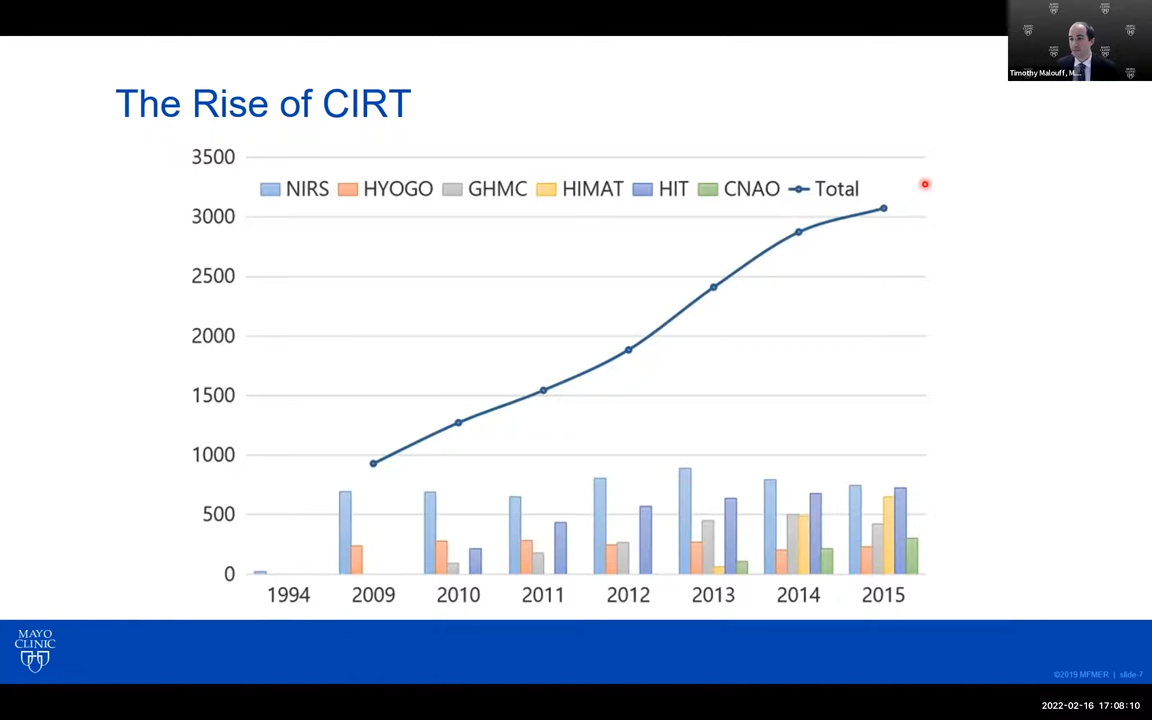 Timothy Malouff, M...
The Rise of CIRT
3500
NIRS HYOGO GHMC HIMAT HIT CNAO Total
3000
2500
2000
1500
1000
500
0
1994 2009 2010 2011 2012 2013 2014 2015
MAYO
CLINIC
©2019 MFMER | slide-7
2022-02-16 17:08:10